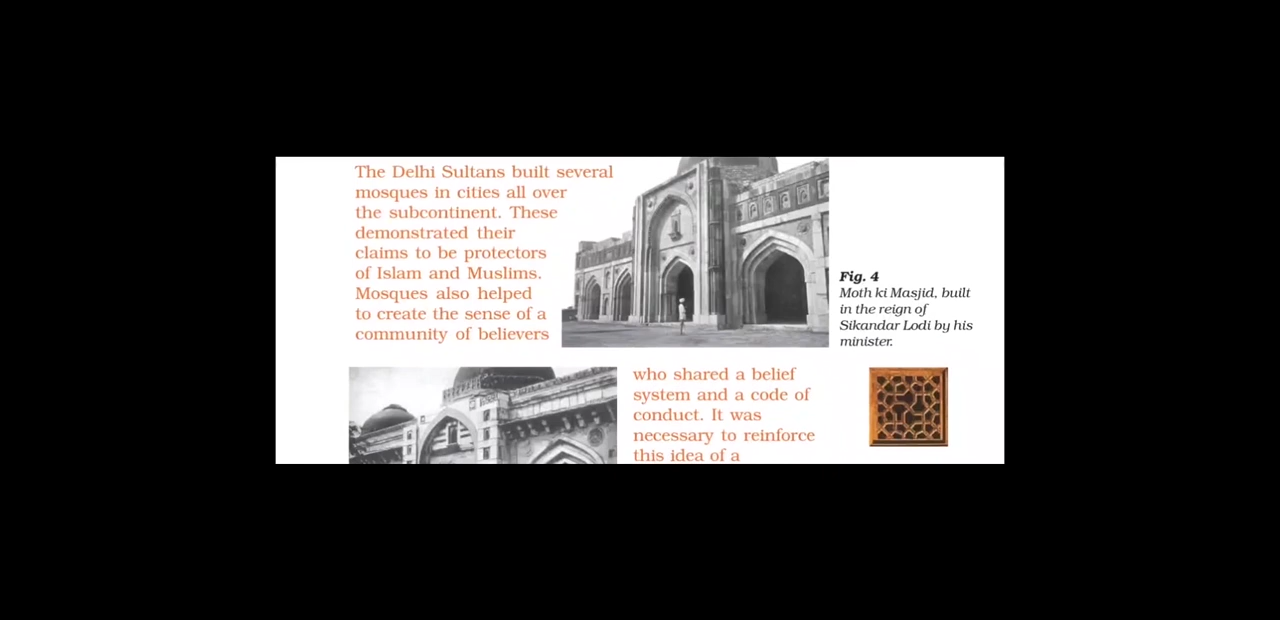 The Delhi Sultans built several
mosques in cities all over
the subcontinent. These
demonstrated their
claims to be protectors
of Islam and Muslims.
Mosques also helped
to create the sense of a
community of believers
Fig. 4
Moth ki Masjid, built
in the reign of
Sikandar Lodi by his
minister.
who shared a belief
system and a code of
conduct. It was
necessary to reinforce
this idea of a